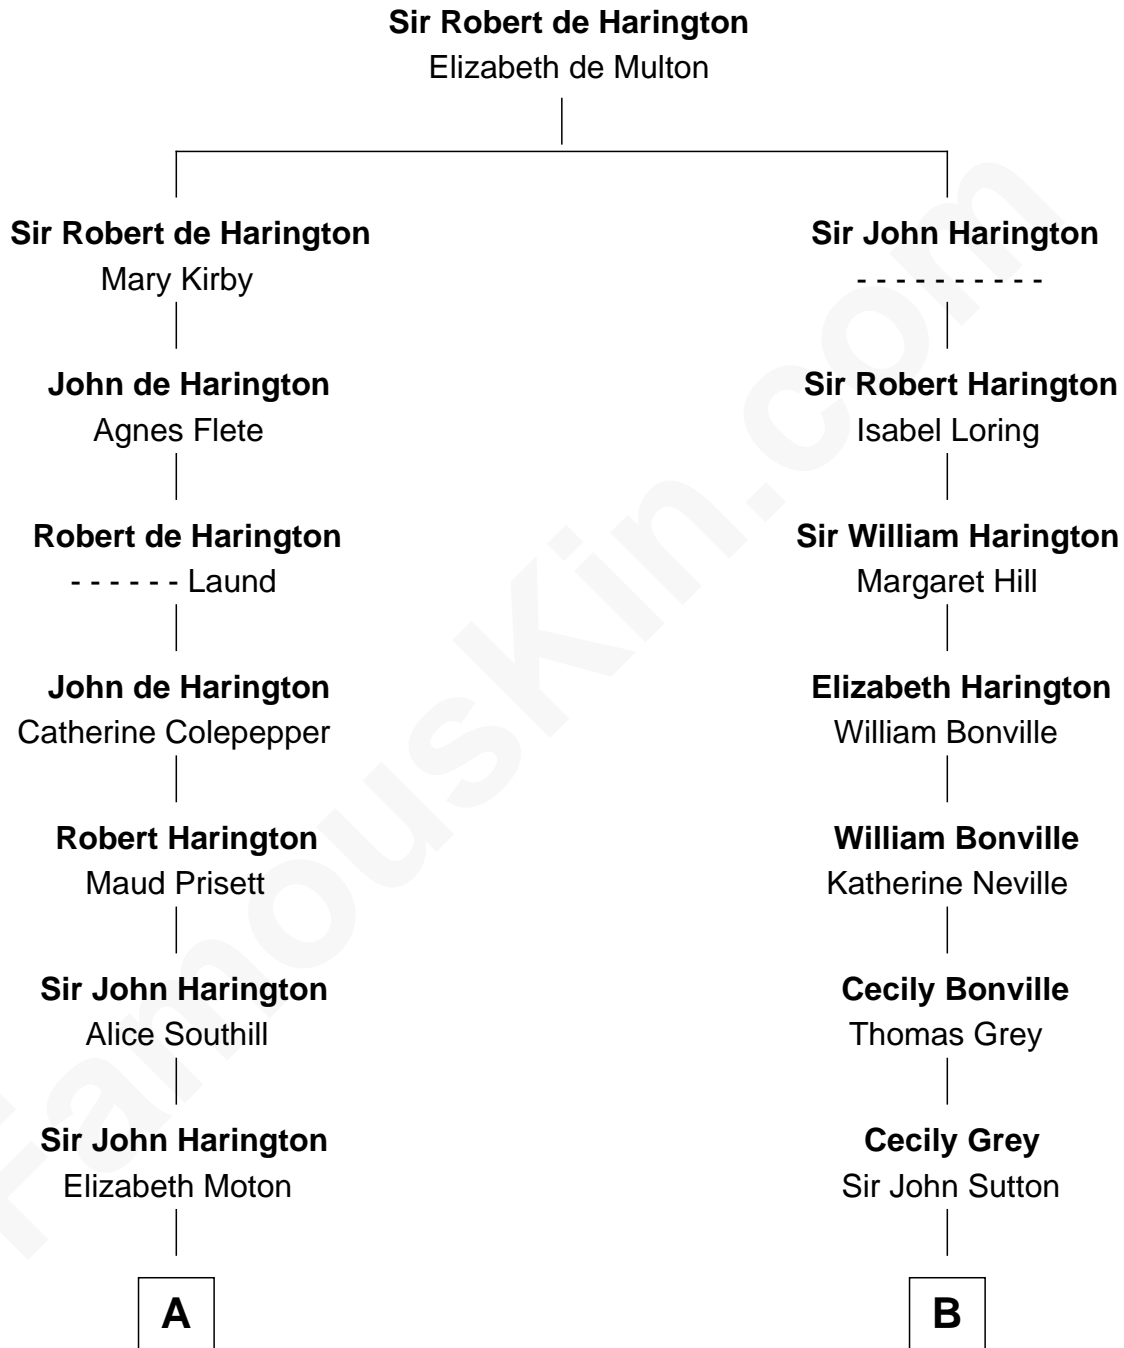 Sir Robert de Harington
Elizabeth de Multon
Sir Robert de Harington
Mary Kirby
John de Harington
Agnes Flete
Robert de Harington
- - - - - - Laund
John de Harington
Catherine Colepepper
Robert Harington
Maud Prisett
Sir John Harington
Alice Southill
Sir John Harington
Elizabeth Moton
A
Sir John Harington
- - - - - - - - - -
Sir Robert Harington
Isabel Loring
Sir William Harington
Margaret Hill
Elizabeth Harington
William Bonville
William Bonville
Katherine Neville
Cecily Bonville
Thomas Grey
Cecily Grey
Sir John Sutton
B
FamousKin.com